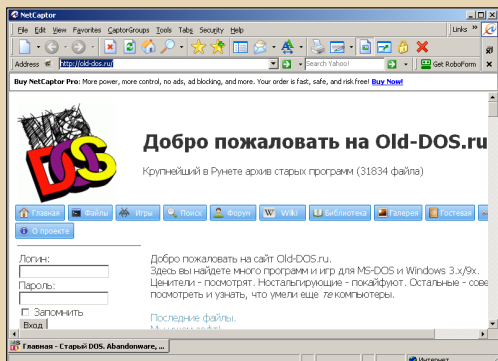 NetCaptor
File Edit View Favorites CaptorGroups Tools Tabs Security Help
Links »
Address http://old-dos.ru/
Search Yahoo!
Get RoboForm
Buy NetCaptor Pro: More power, more control, no ads, ad blocking, and more. Your order is fast, safe, and risk free! Buy Now!
DOS
Добро пожаловать на Old-DOS.ru
Крупнейший в Рунете архив старых программ (31834 файла)
Главная Файлы Игры Поиск Форум Wiki Библиотека Галерея Гостевая
О проекте
Логин:
Пароль:
Запомнить
Вход
Добро пожаловать на сайт Old-DOS.ru.
Здесь вы найдете много программ и игр для MS-DOS и Windows 3.x/9x.
Ценители - посмотрят. Ностальгирующие - покайфуют. Остальные - сове
посмотреть и узнать, что умели еще те компьютеры.
Последние файлы.
Главная - Старый DOS. Abandonware, ...
Интернет